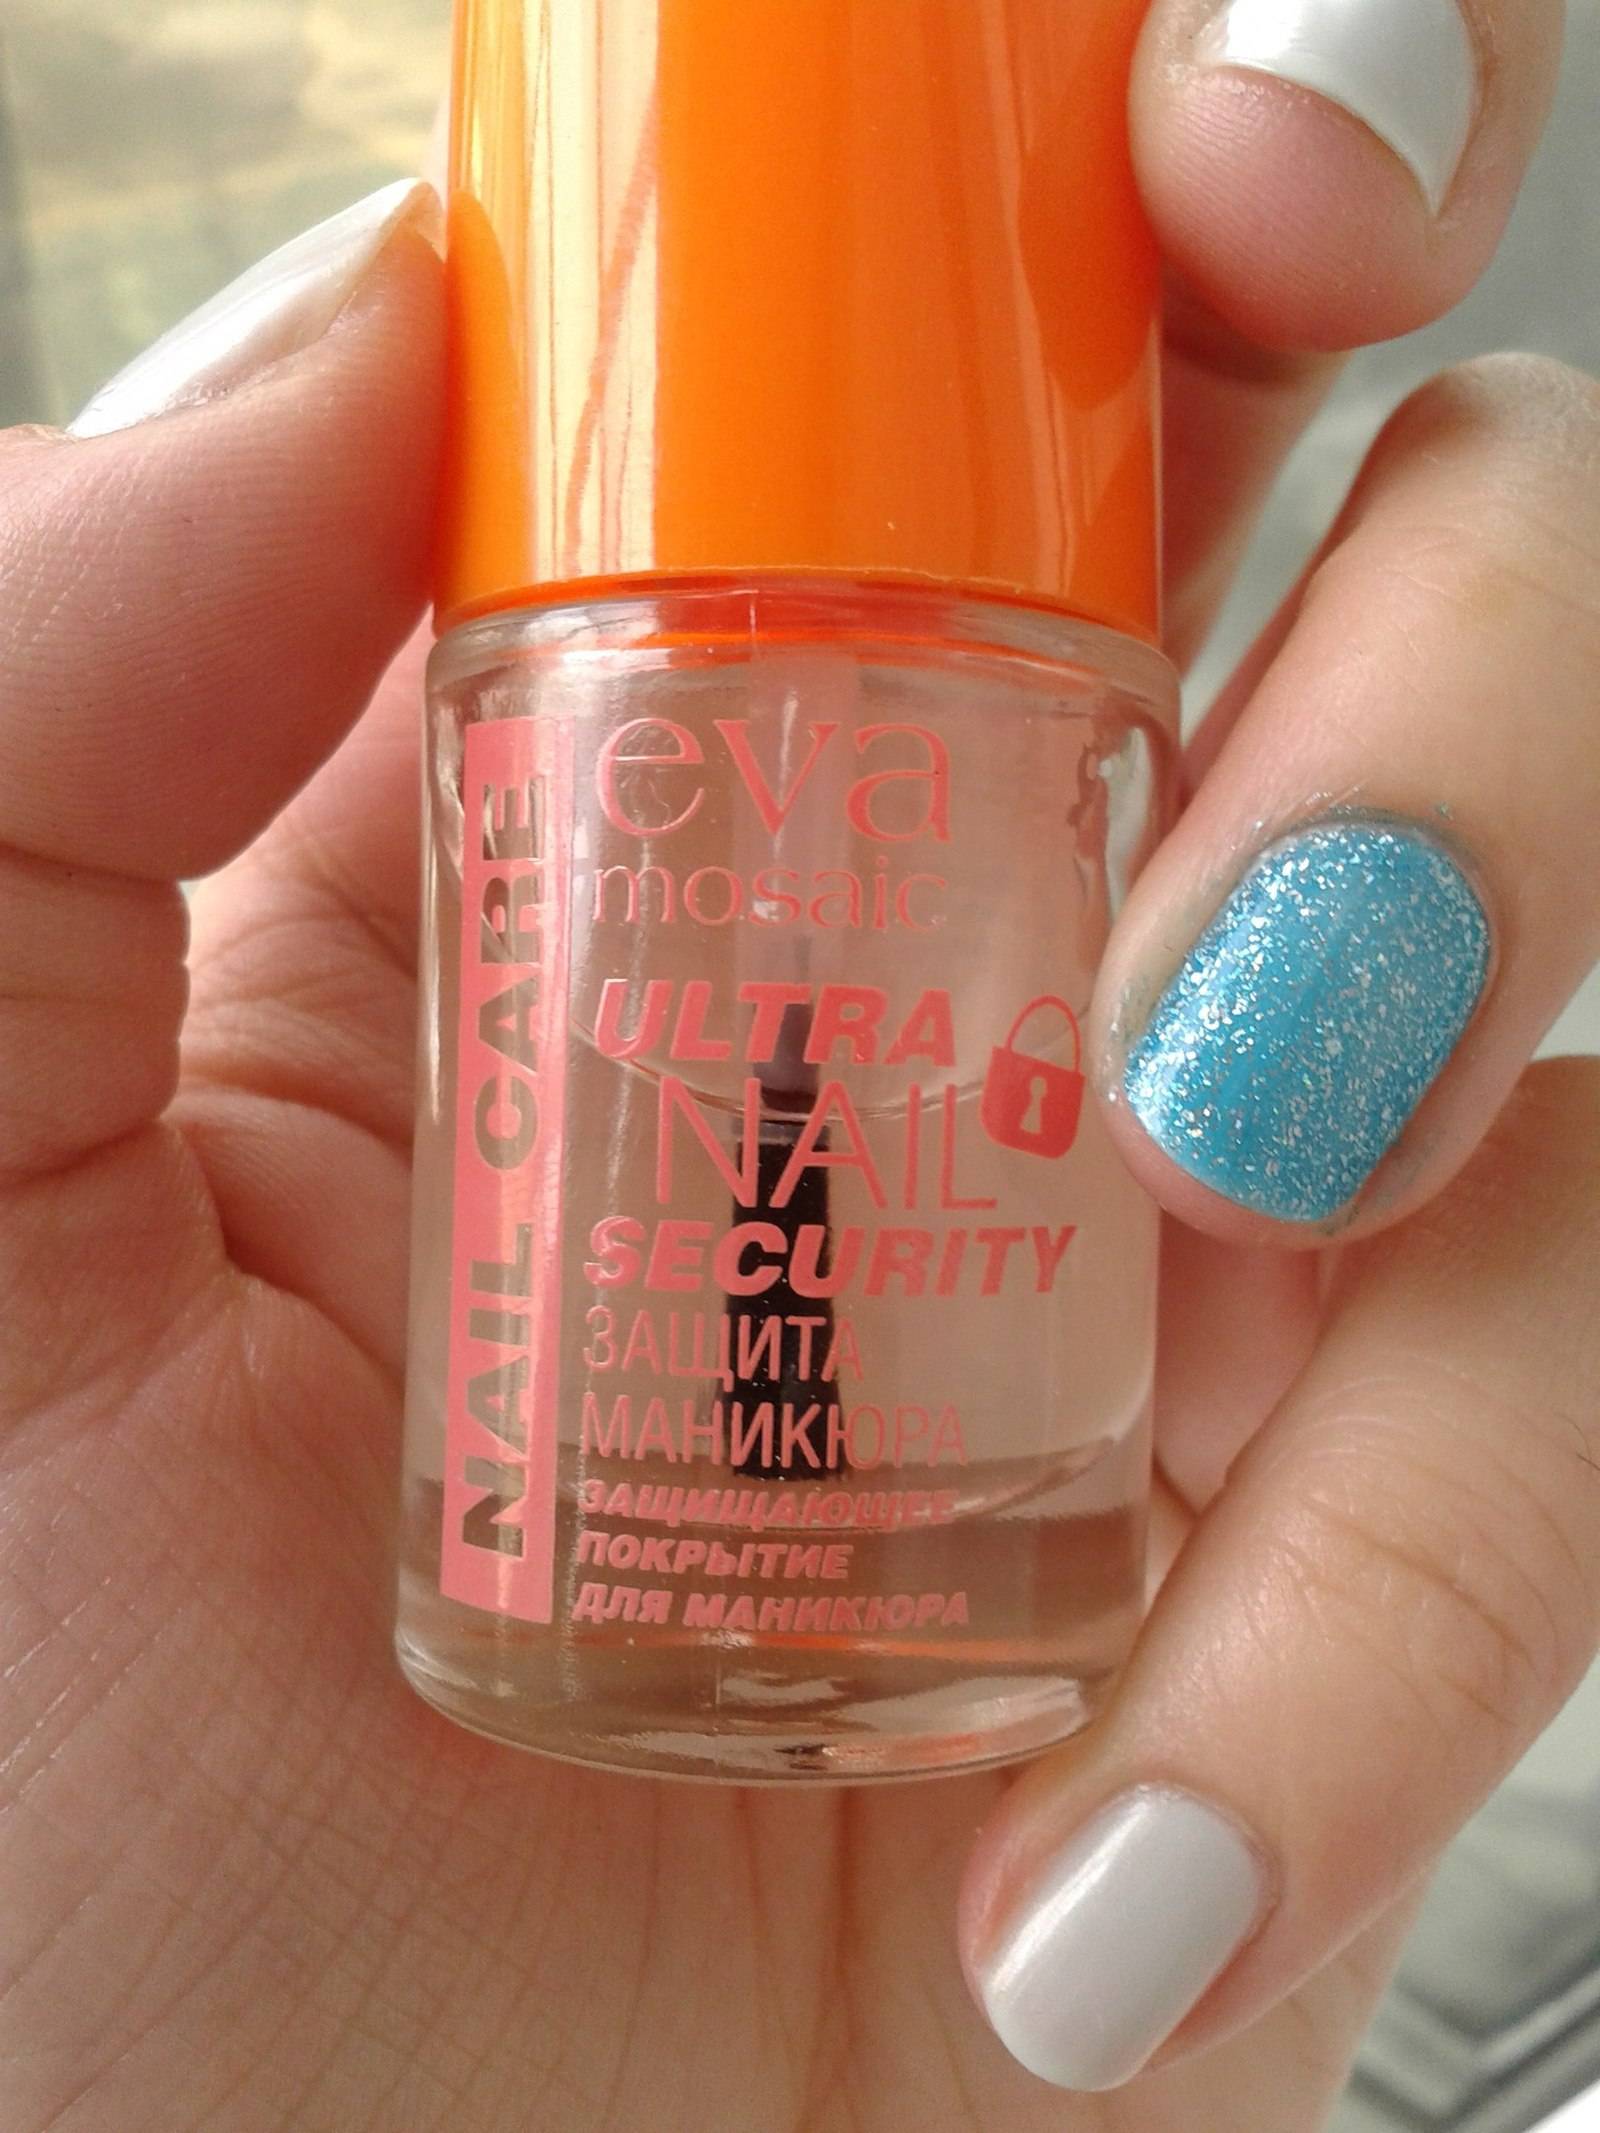 NAIL CARE
eva
mosaic
ULTRA
NAIL
SECURITY
ЗАЩИТА
МАНИКЮРА
ЗАЩИЩАЮЩЕЕ
ПОКРЫТИЕ
ДЛЯ МАНИКЮРА